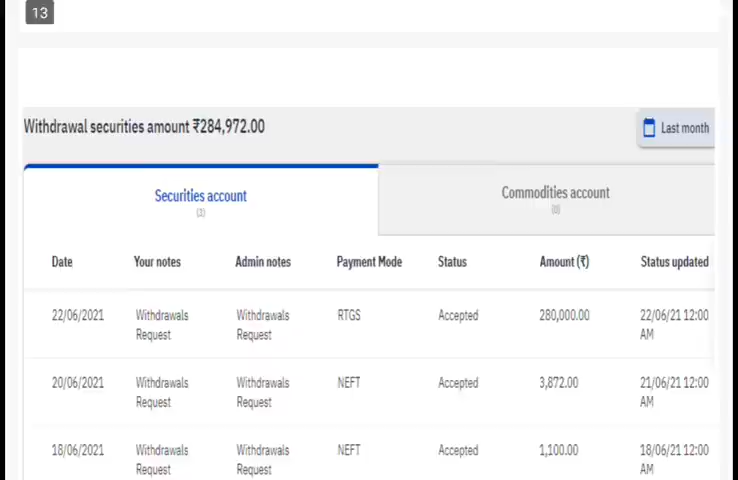 13
Withdrawal securities amount ₹284,972.00
Last month
Securities account
Commodities account
Date Your notes Admin notes Payment Mode Status Amount (₹) Status updated
22/06/2021 Withdrawals Request Withdrawals Request RTGS Accepted 280,000.00 22/06/21 12:00 AM
20/06/2021 Withdrawals Request Withdrawals Request NEFT Accepted 3,872.00 21/06/21 12:00 AM
18/06/2021 Withdrawals Request Withdrawals Request NEFT Accepted 1,100.00 18/06/21 12:00 AM